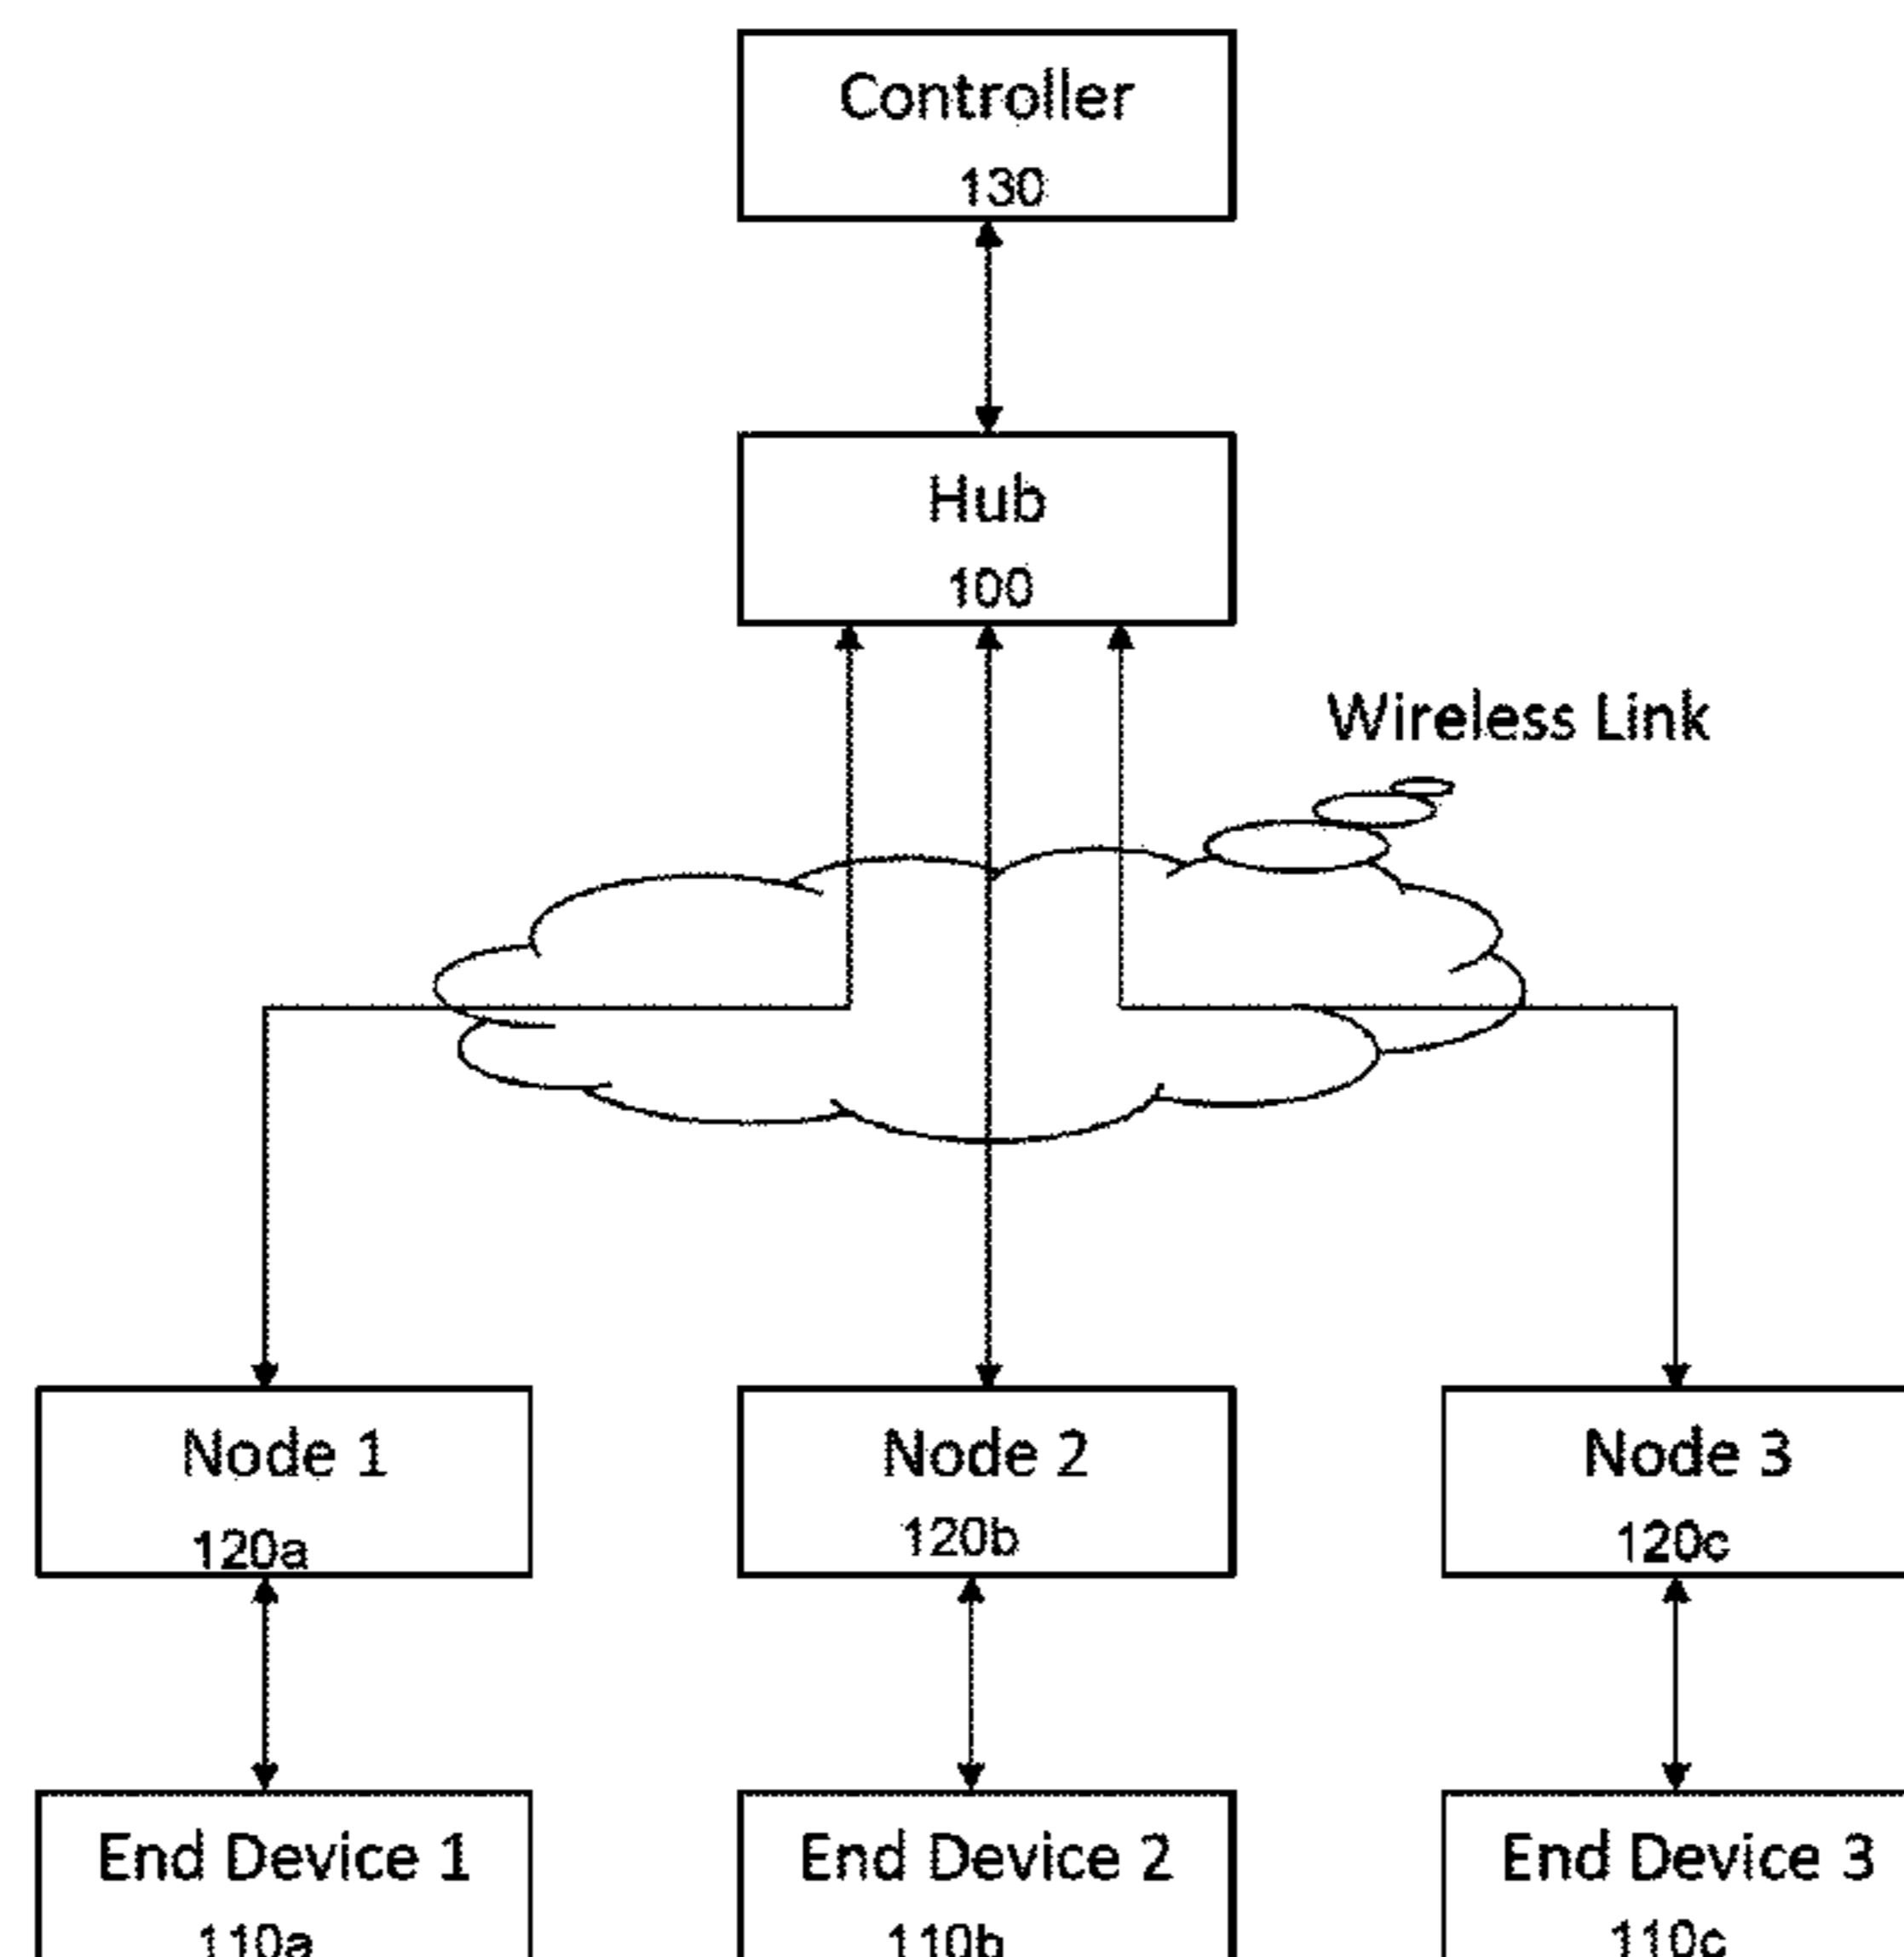 Controller
130
Hub
100
Wireless Link
Node 1
120a
Node 2
120b
Node 3
120c
End Device 1
110a
End Device 2
110b
End Device 3
110c